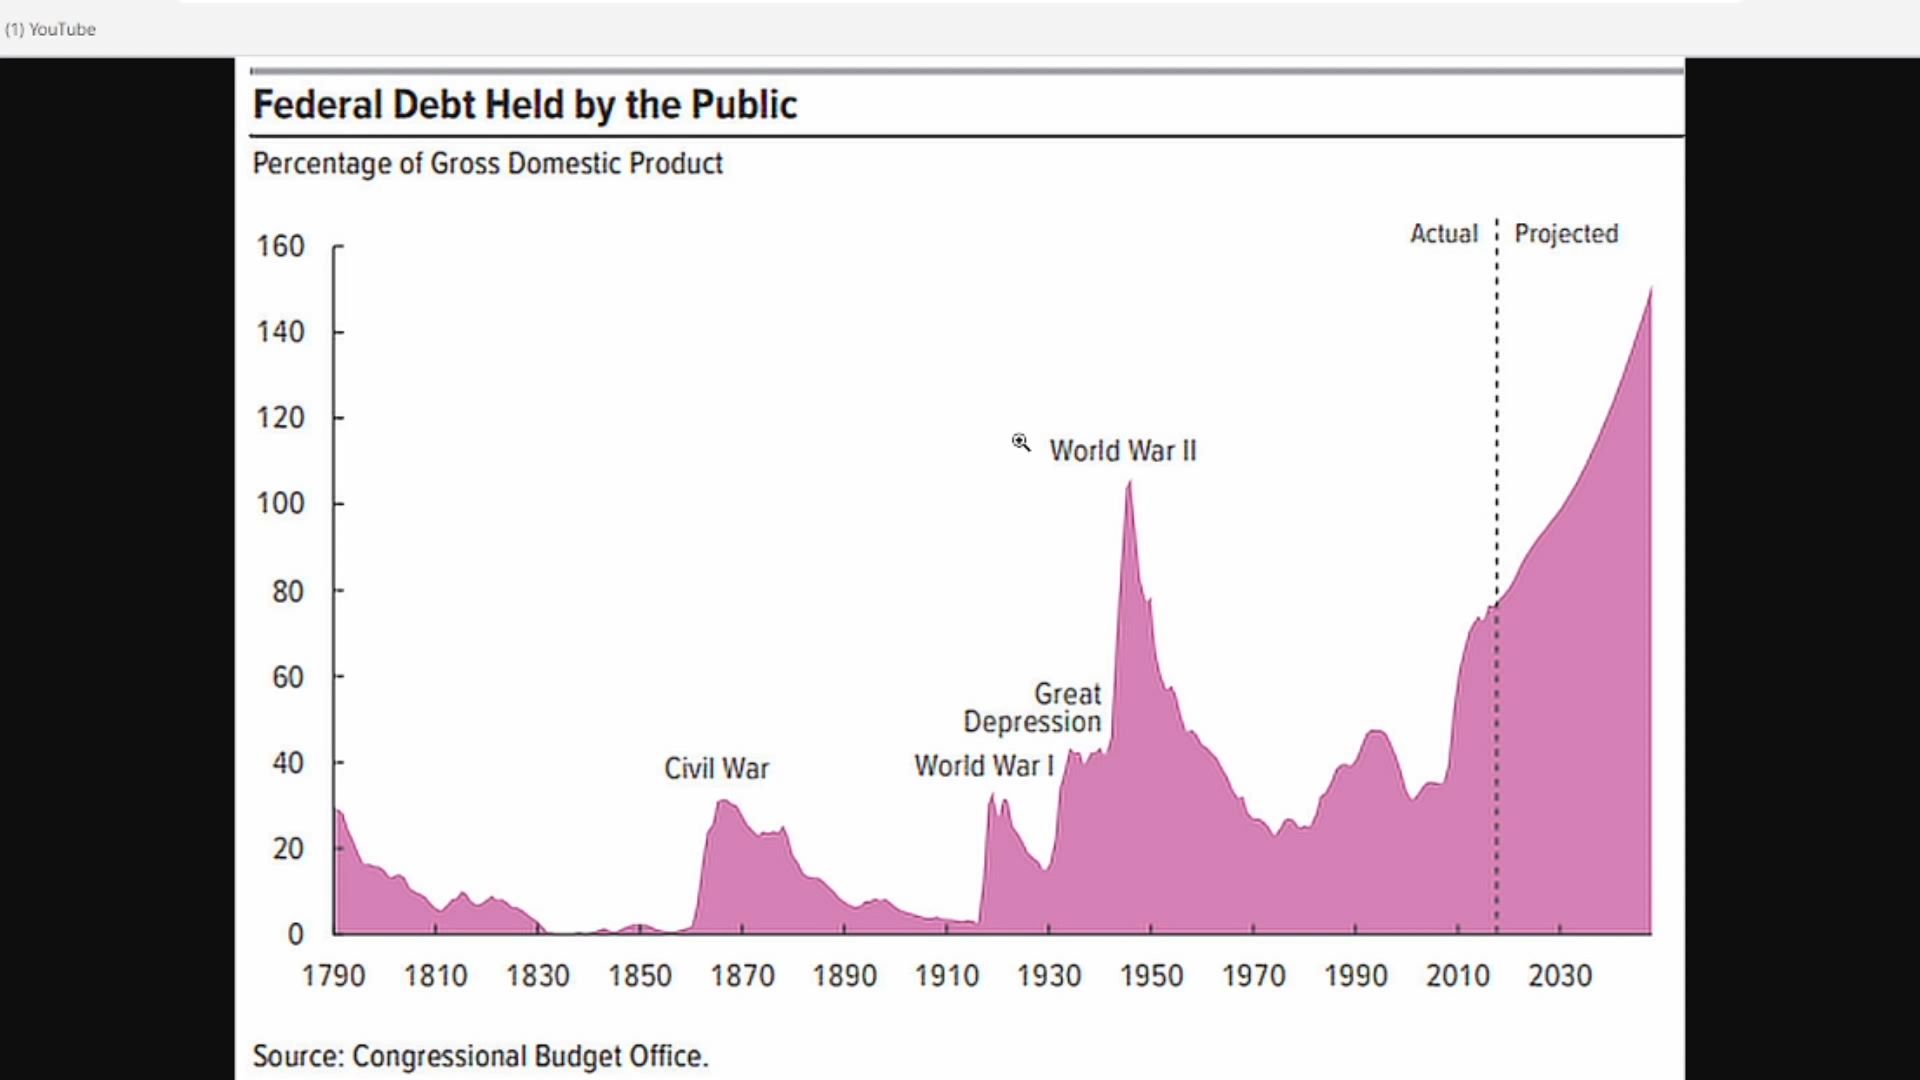 (1) YouTube
Federal Debt Held by the Public
Percentage of Gross Domestic Product
Actual Projected
160
140
120
100
80
60
40
20
0
World War II
Great
Depression
World War I
Civil War
1790 1810 1830 1850 1870 1890 1910 1930 1950 1970 1990 2010 2030
Source: Congressional Budget Office.